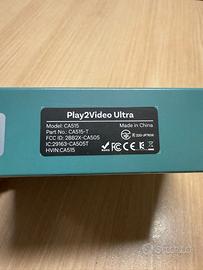 Play2Video Ultra
Model: CA515
Made in China
Part No.: CA515-T
FCC ID: 2BB2X-CA505
IC:29163-CA505T
HVIN:CA515
subito